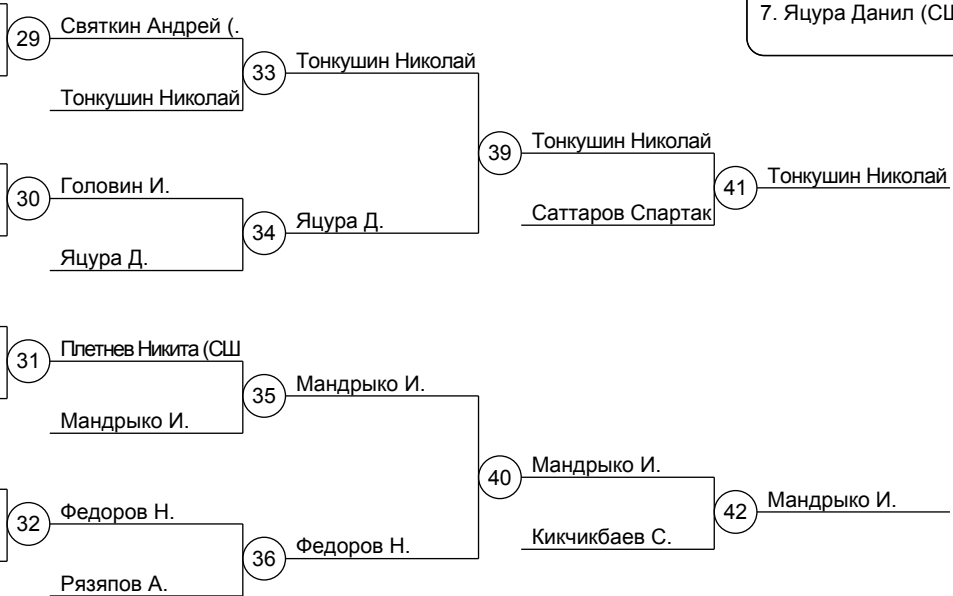 7. Яцура Данил (СШ
29 Святкин Андрей (.
33 Тонкушин Николай
Тонкушин Николай
39 Тонкушин Николай
41 Тонкушин Николай
30 Головин И.
Саттаров Спартак
34 Яцура Д.
Яцура Д.
31 Плетнев Никита (СШ
35 Мандрыко И.
Мандрыко И.
40 Мандрыко И.
42 Мандрыко И.
32 Федоров Н.
Кикчикбаев С.
36 Федоров Н.
Рязяпов А.